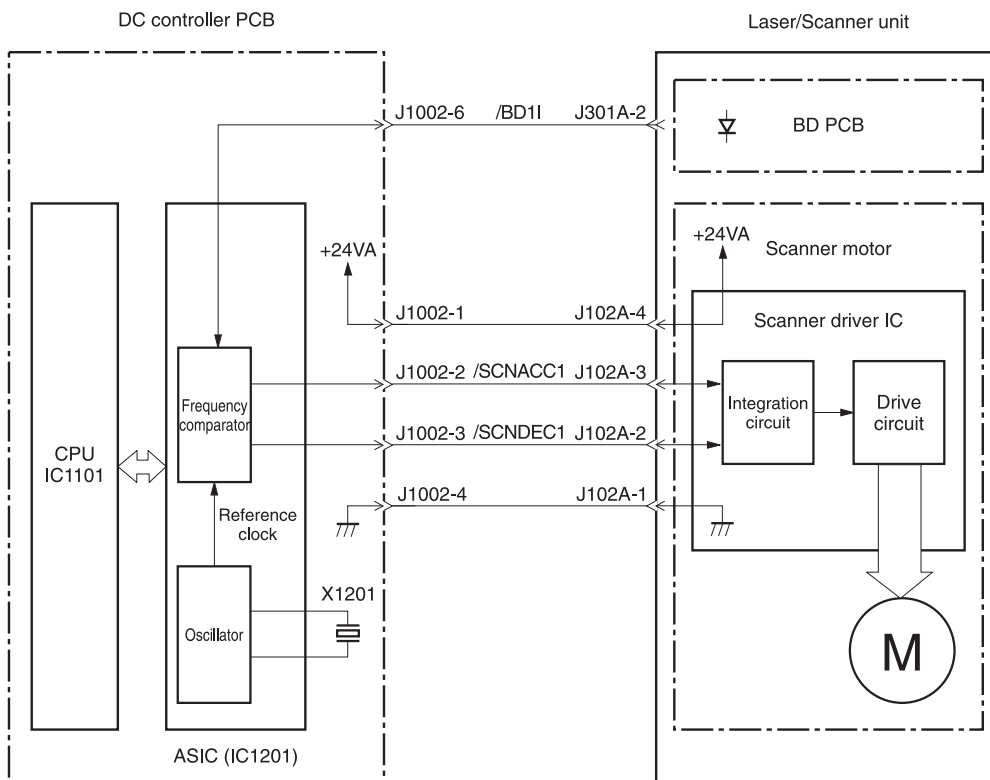 DC controller PCB
Laser/Scanner unit
J1002-6 /BD1I J301A-2
BD PCB
+24VA
+24VA
Scanner motor
J1002-1 J102A-4
Scanner driver IC
J1002-2 /SCNACC1 J102A-3
Frequency
comparator
Integration
circuit
Drive
circuit
J1002-3 /SCNDEC1 J102A-2
CPU
IC1101
J1002-4 J102A-1
Reference
clock
X1201
Oscillator
M
ASIC (IC1201)